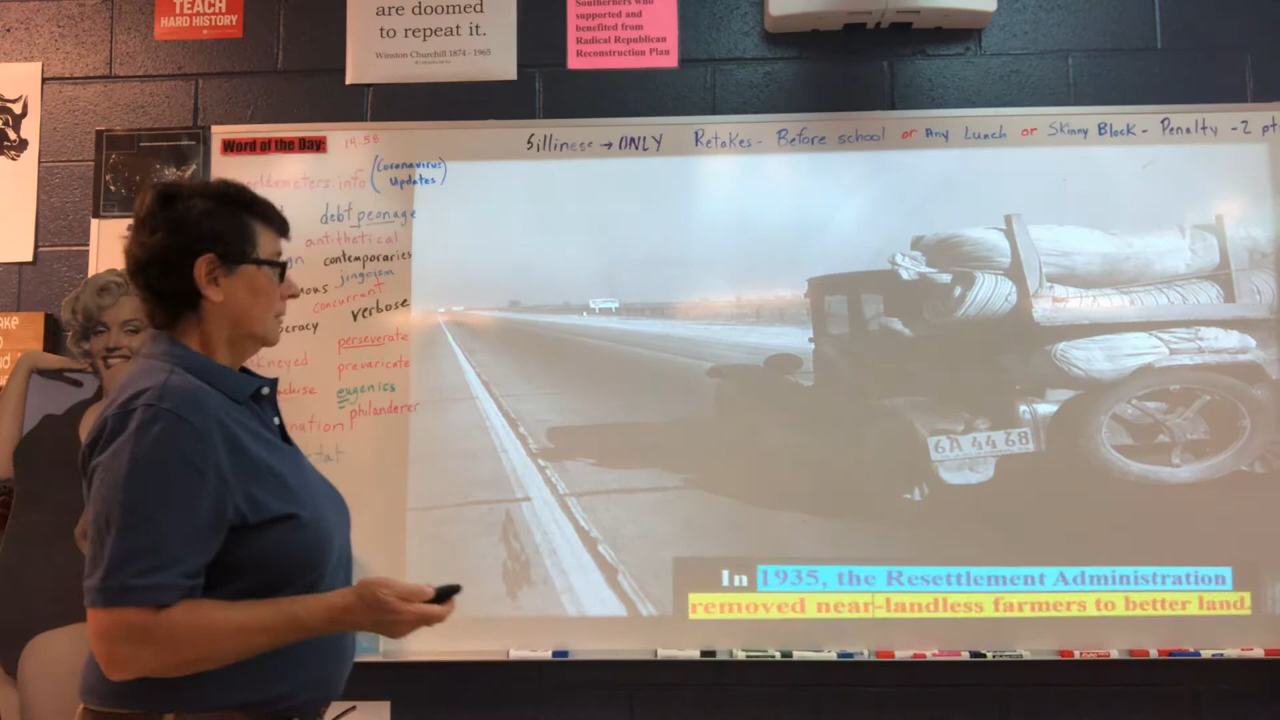 TEACH
HARD HISTORY
are doomed
to repeat it.
Winston Churchill 1874 - 1965
Southerners who
supported and
benefited from
Radical Republican
Reconstruction Plan
Word of the Day:
Silliness → ONLY
Retakes - Before school or Any Lunch or Skinny Block - Penalty -2 pt
(Coronavirus
Updates)
debt peonage
antithetical
contemporaries
jingoism
concurrent
verbose
perseverate
prevaricate
eugenics
philanderer
6A 44 68
In 1935, the Resettlement Administration
removed near-landless farmers to better land.